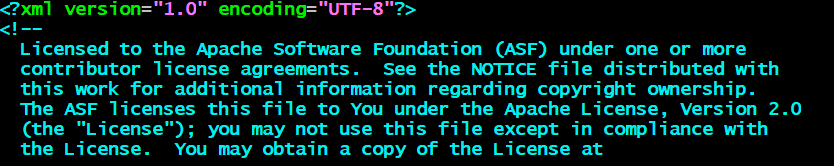 <?xml version="1.0" encoding="UTF-8"?>
<!--
  Licensed to the Apache Software Foundation (ASF) under one or more
  contributor license agreements.  See the NOTICE file distributed with
  this work for additional information regarding copyright ownership.
  The ASF licenses this file to You under the Apache License, Version 2.0
  (the "License"); you may not use this file except in compliance with
  the License.  You may obtain a copy of the License at